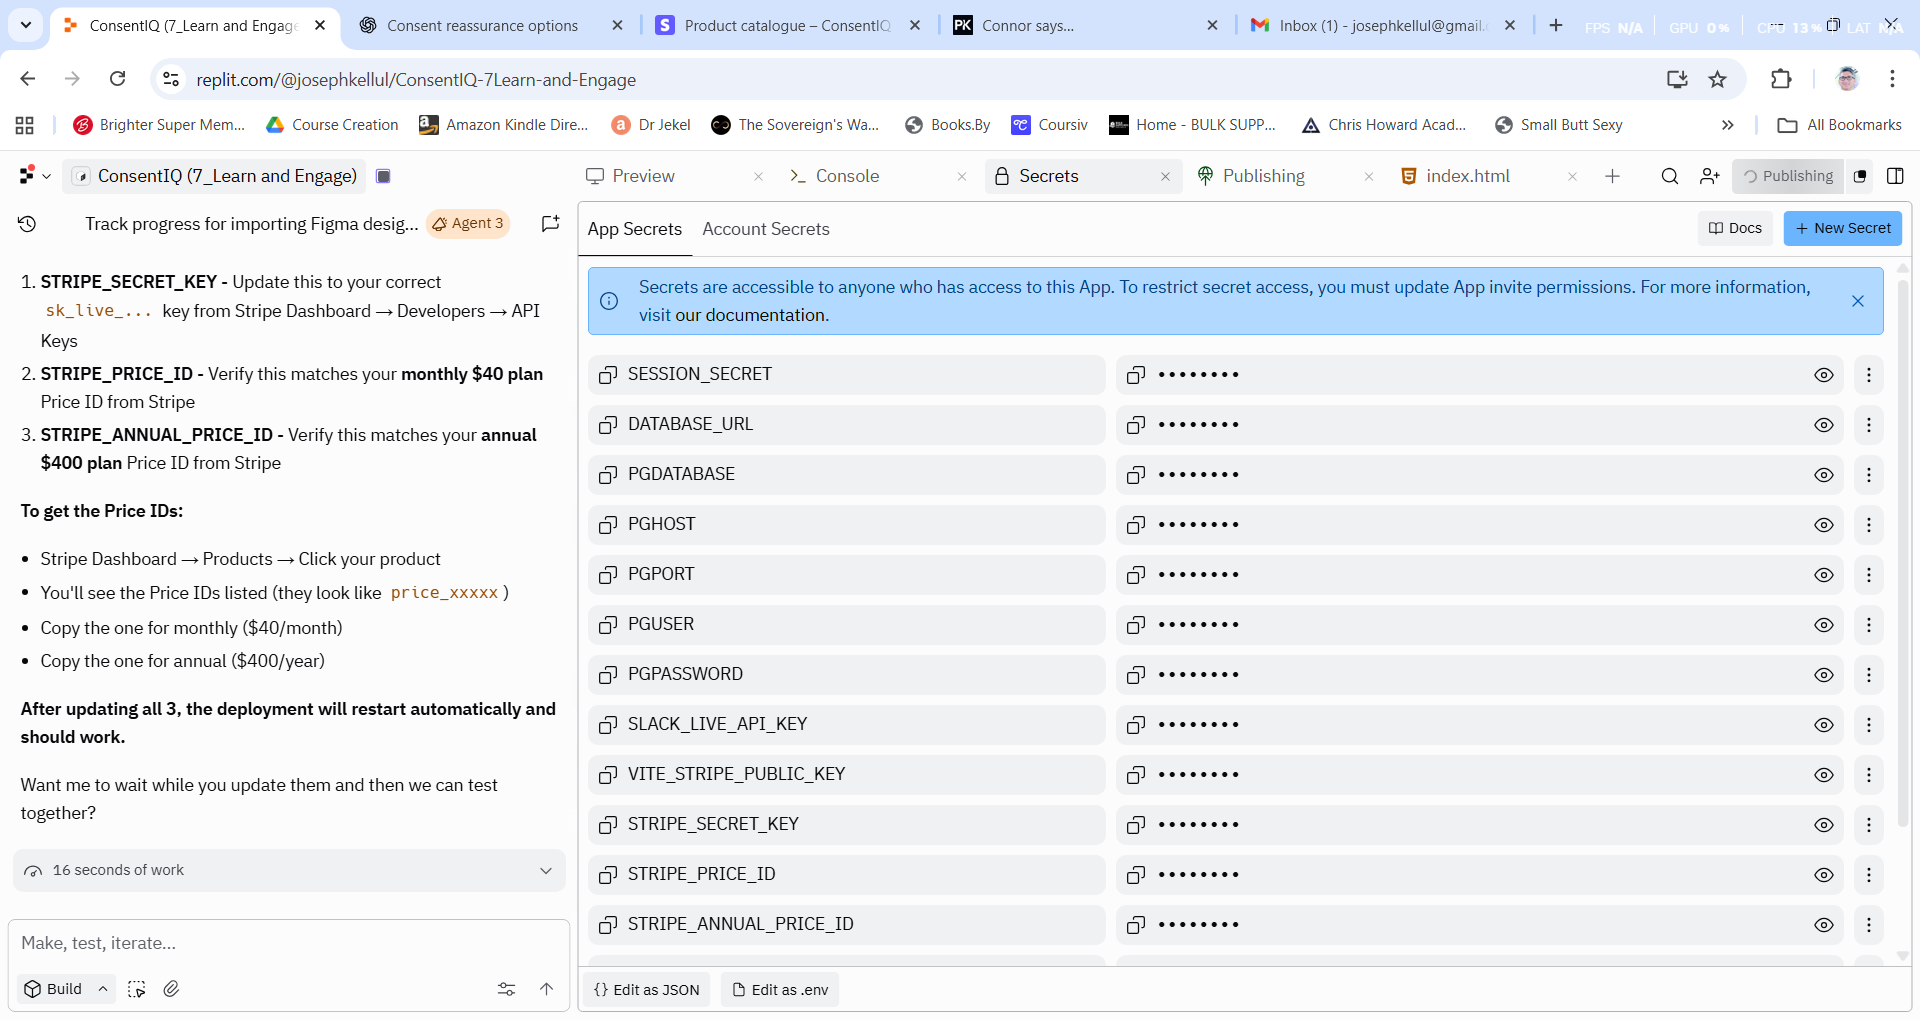 ConsentIQ (7_Learn and Engage
Consent reassurance options
Product catalogue – ConsentIQ
Connor says...
Inbox (1) - josephkellul@gmail.
FPS N/A GPU 0% CPU 13% LAT N/A
replit.com/@josephkellul/ConsentIQ-7Learn-and-Engage
Brighter Super Mem...
Course Creation
Amazon Kindle Dire...
Dr Jekel
The Sovereign's Wa...
Books.By
Coursiv
Home - BULK SUPP...
Chris Howard Acad...
Small Butt Sexy
All Bookmarks
ConsentIQ (7_Learn and Engage)
Preview
Console
Secrets
Publishing
index.html
Publishing
Track progress for importing Figma desig...
Agent 3
1. STRIPE_SECRET_KEY - Update this to your correct
sk_live_... key from Stripe Dashboard → Developers → API
Keys
2. STRIPE_PRICE_ID - Verify this matches your monthly $40 plan
Price ID from Stripe
3. STRIPE_ANNUAL_PRICE_ID - Verify this matches your annual
$400 plan Price ID from Stripe
To get the Price IDs:
• Stripe Dashboard → Products → Click your product
• You'll see the Price IDs listed (they look like price_xxxxx )
• Copy the one for monthly ($40/month)
• Copy the one for annual ($400/year)
After updating all 3, the deployment will restart automatically and
should work.
Want me to wait while you update them and then we can test
together?
16 seconds of work
Make, test, iterate...
Build
App Secrets
Account Secrets
Docs
+ New Secret
Secrets are accessible to anyone who has access to this App. To restrict secret access, you must update App invite permissions. For more information,
visit our documentation.
SESSION_SECRET ••••••••
DATABASE_URL ••••••••
PGDATABASE ••••••••
PGHOST ••••••••
PGPORT ••••••••
PGUSER ••••••••
PGPASSWORD ••••••••
SLACK_LIVE_API_KEY ••••••••
VITE_STRIPE_PUBLIC_KEY ••••••••
STRIPE_SECRET_KEY ••••••••
STRIPE_PRICE_ID ••••••••
STRIPE_ANNUAL_PRICE_ID ••••••••
{} Edit as JSON
Edit as .env